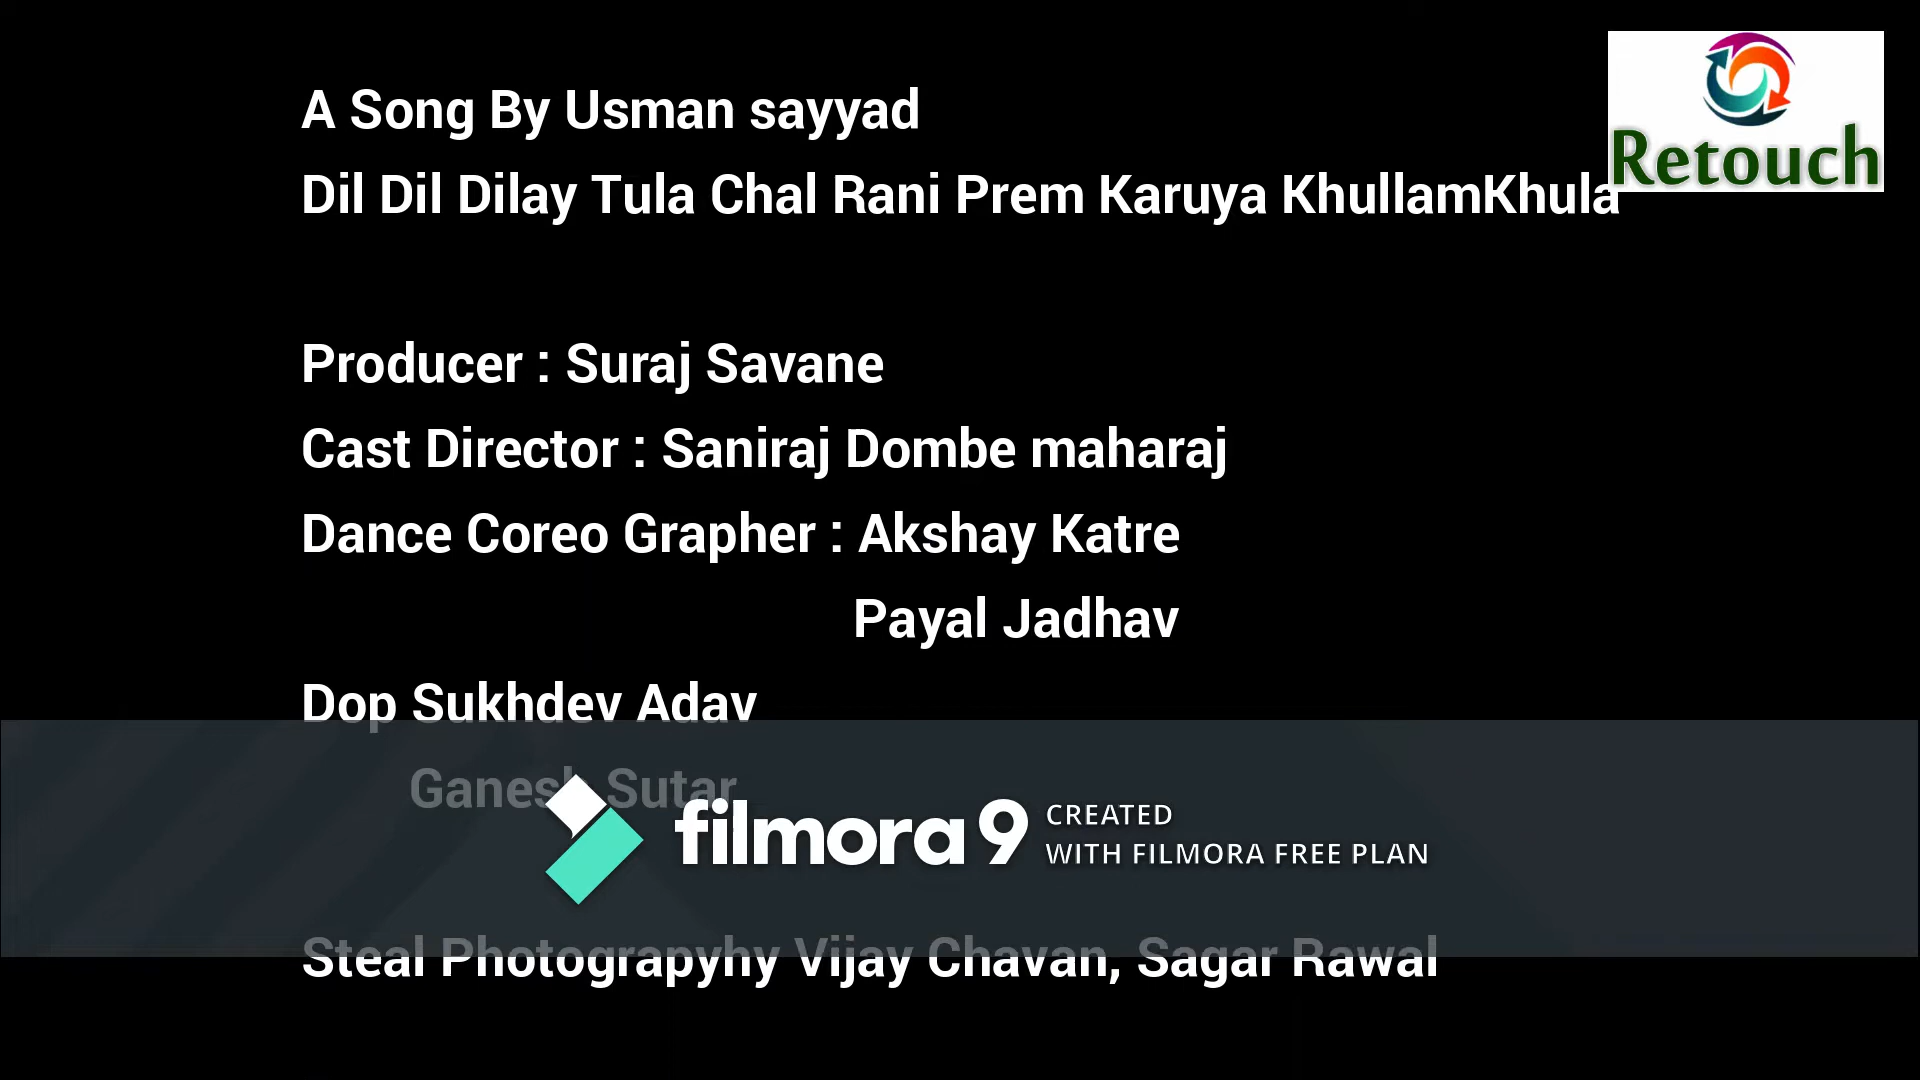 A Song By Usman sayyad
Dil Dil Dilay Tula Chal Rani Prem Karuya KhullamKhula
Retouch
Producer : Suraj Savane
Cast Director : Saniraj Dombe maharaj
Dance Coreo Grapher : Akshay Katre
Payal Jadhav
Dop Sukhdev Adav
Ganesh Sutar
filmora 9
CREATED
WITH FILMORA FREE PLAN
Steal Photograpyhy Vijay Chavan, Sagar Rawal